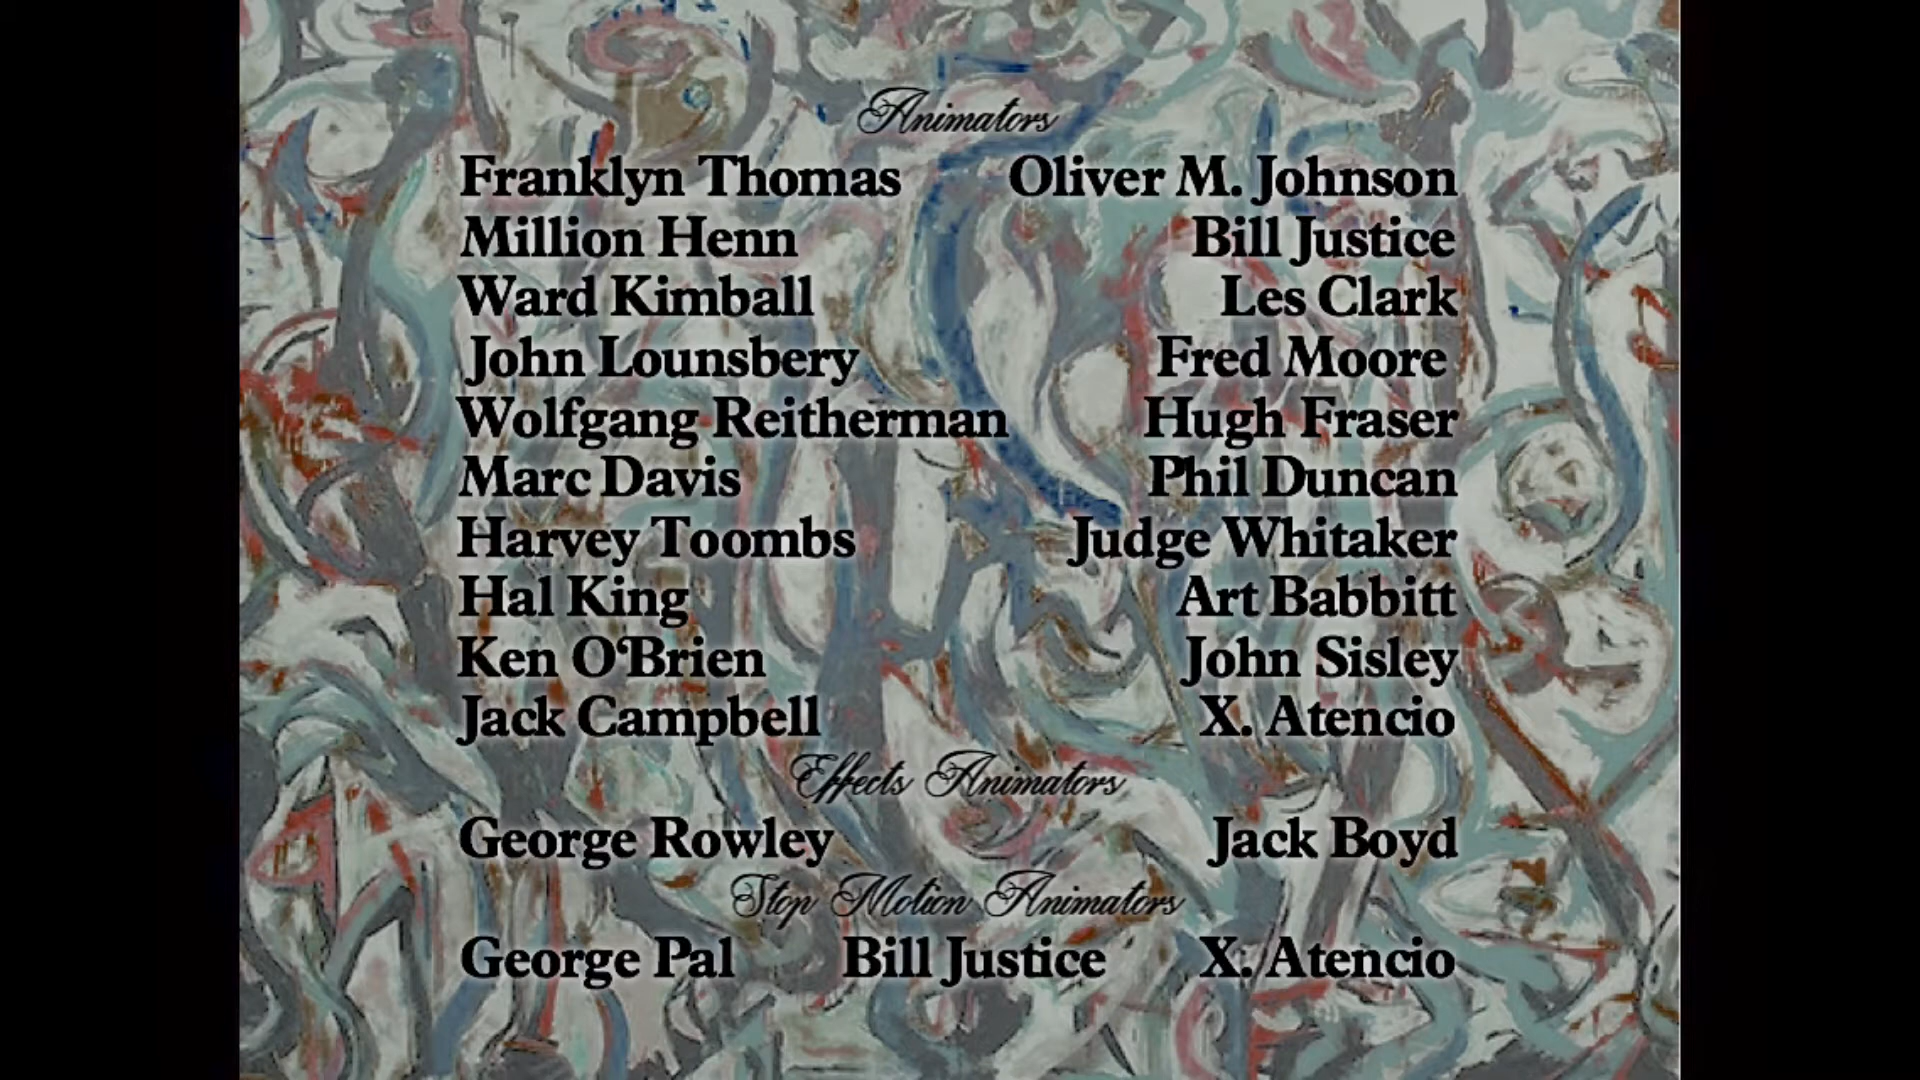 Animators
Franklyn Thomas Oliver M. Johnson
Million Henn Bill Justice
Ward Kimball Les Clark
John Lounsbery Fred Moore
Wolfgang Reitherman Hugh Fraser
Marc Davis Phil Duncan
Harvey Toombs Judge Whitaker
Hal King Art Babbitt
Ken O‘Brien John Sisley
Jack Campbell X. Atencio
Effects Animators
George Rowley Jack Boyd
Stop Motion Animators
George Pal Bill Justice X. Atencio